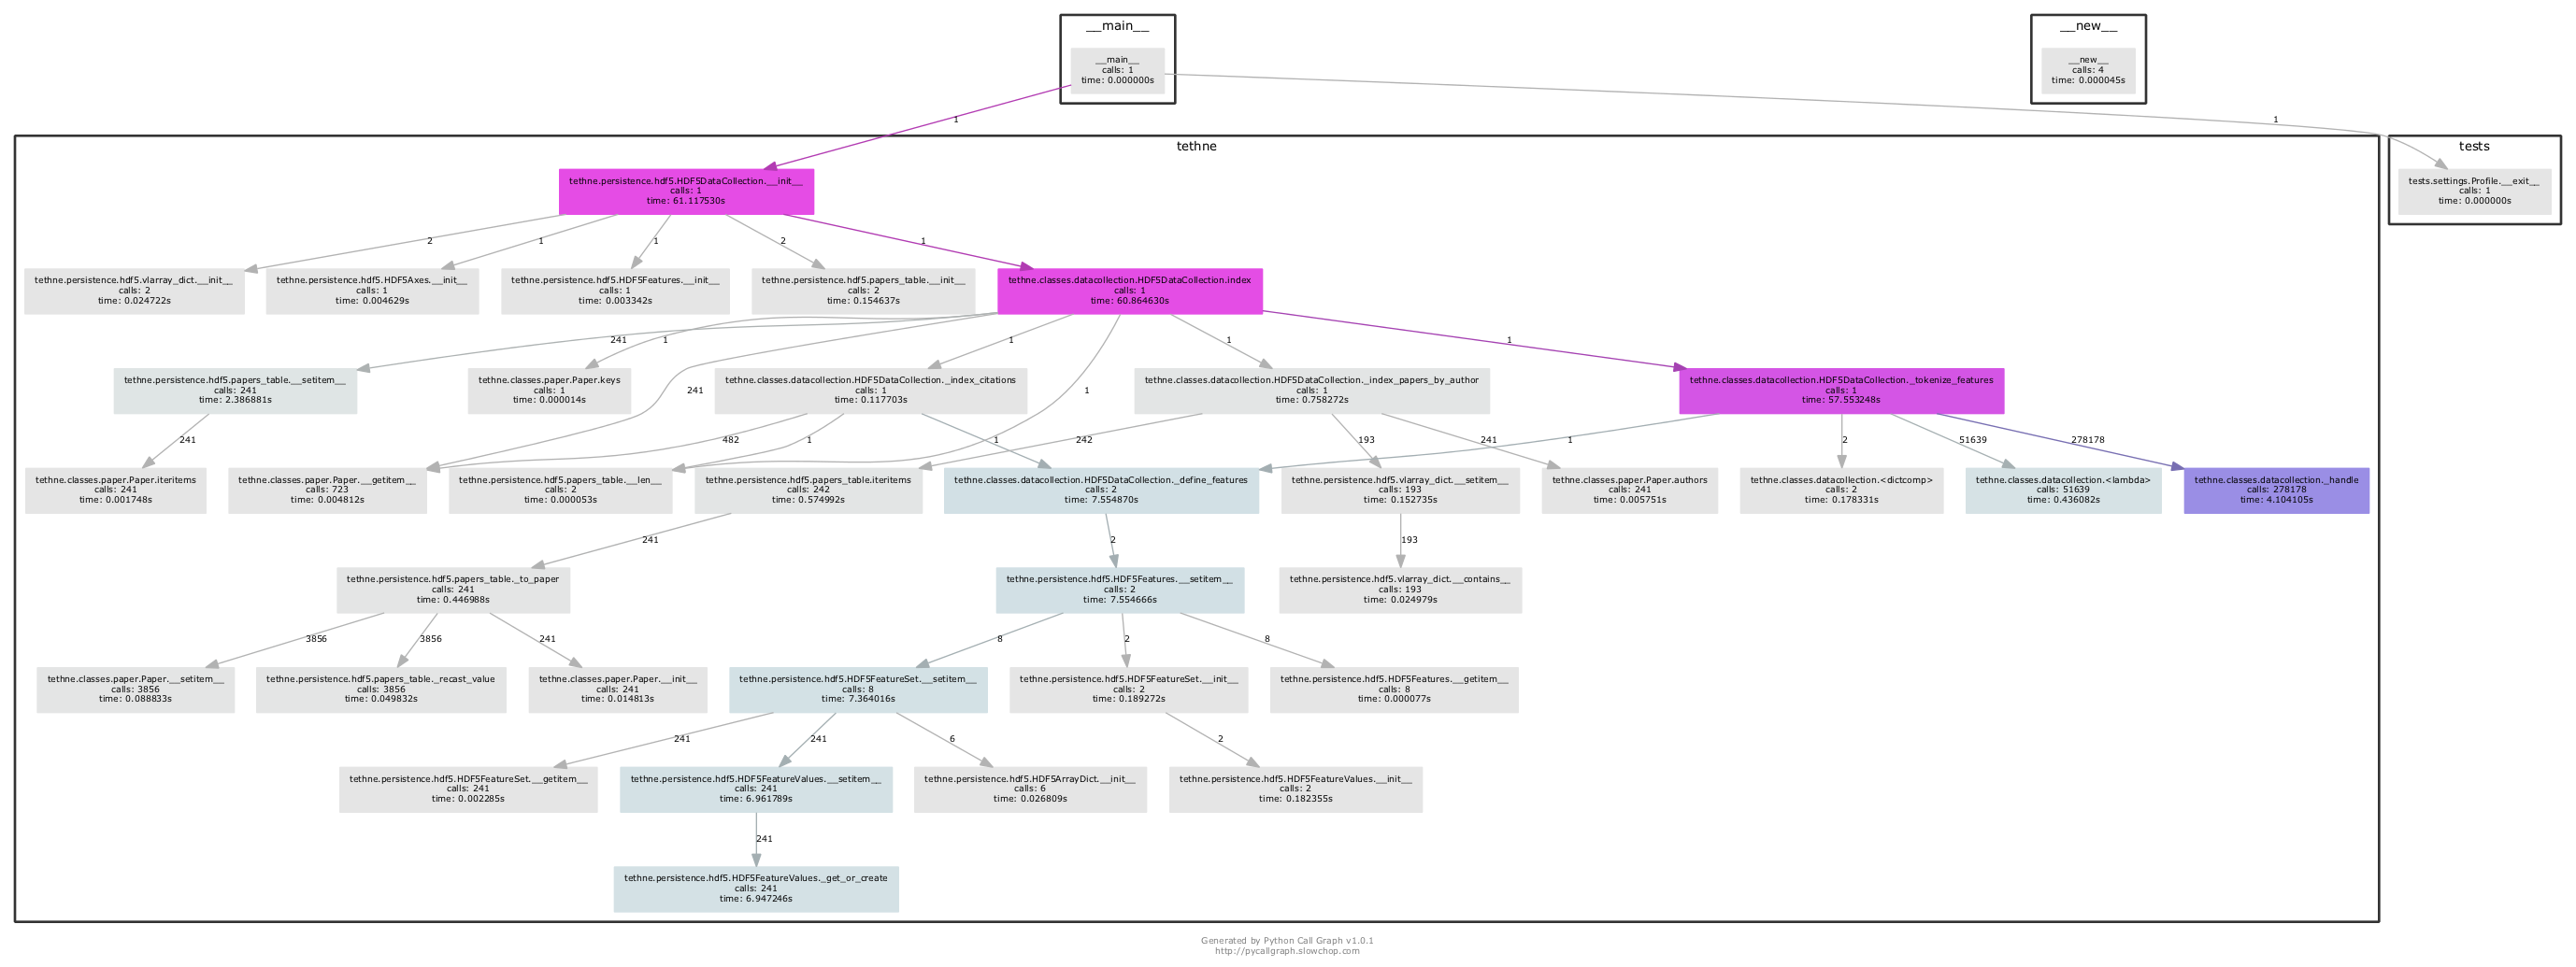 __main__
__main__
calls: 1
time: 0.000000s
__new__
__new__
calls: 4
time: 0.000045s
1
1
tethne
tests
tethne.persistence.hdf5.HDF5DataCollection.__init__
calls: 1
time: 61.117530s
tests.settings.Profile.__exit__
calls: 1
time: 0.000000s
2
1
1
2
1
tethne.persistence.hdf5.vlarray_dict.__init__
calls: 2
time: 0.024722s
tethne.persistence.hdf5.HDF5Axes.__init__
calls: 1
time: 0.004629s
tethne.persistence.hdf5.HDF5Features.__init__
calls: 1
time: 0.003342s
tethne.persistence.hdf5.papers_table.__init__
calls: 2
time: 0.154637s
tethne.classes.datacollection.HDF5DataCollection.index
calls: 1
time: 60.864630s
241
1
1
1
1
tethne.persistence.hdf5.papers_table.__setitem__
calls: 241
time: 2.386881s
tethne.classes.paper.Paper.keys
calls: 1
time: 0.000014s
241
tethne.classes.datacollection.HDF5DataCollection._index_citations
calls: 1
time: 0.117703s
1
tethne.classes.datacollection.HDF5DataCollection._index_papers_by_author
calls: 1
time: 0.758272s
tethne.classes.datacollection.HDF5DataCollection._tokenize_features
calls: 1
time: 57.553248s
241
482
1
1
242
193
241
1
2
51639
278178
tethne.classes.paper.Paper.iteritems
calls: 241
time: 0.001748s
tethne.classes.paper.Paper.__getitem__
calls: 723
time: 0.004812s
tethne.persistence.hdf5.papers_table.__len__
calls: 2
time: 0.000053s
tethne.persistence.hdf5.papers_table.iteritems
calls: 242
time: 0.574992s
tethne.classes.datacollection.HDF5DataCollection._define_features
calls: 2
time: 7.554870s
tethne.persistence.hdf5.vlarray_dict.__setitem__
calls: 193
time: 0.152735s
tethne.classes.paper.Paper.authors
calls: 241
time: 0.005751s
tethne.classes.datacollection.<dictcomp>
calls: 2
time: 0.178331s
tethne.classes.datacollection.<lambda>
calls: 51639
time: 0.436082s
tethne.classes.datacollection._handle
calls: 278178
time: 4.104105s
241
2
193
tethne.persistence.hdf5.papers_table._to_paper
calls: 241
time: 0.446988s
tethne.persistence.hdf5.HDF5Features.__setitem__
calls: 2
time: 7.554666s
tethne.persistence.hdf5.vlarray_dict.__contains__
calls: 193
time: 0.024979s
3856
3856
241
8
2
8
tethne.classes.paper.Paper.__setitem__
calls: 3856
time: 0.088833s
tethne.persistence.hdf5.papers_table._recast_value
calls: 3856
time: 0.049832s
tethne.classes.paper.Paper.__init__
calls: 241
time: 0.014813s
tethne.persistence.hdf5.HDF5FeatureSet.__setitem__
calls: 8
time: 7.364016s
tethne.persistence.hdf5.HDF5FeatureSet.__init__
calls: 2
time: 0.189272s
tethne.persistence.hdf5.HDF5Features.__getitem__
calls: 8
time: 0.000077s
241
241
6
2
tethne.persistence.hdf5.HDF5FeatureSet.__getitem__
calls: 241
time: 0.002285s
tethne.persistence.hdf5.HDF5FeatureValues.__setitem__
calls: 241
time: 6.961789s
tethne.persistence.hdf5.HDF5ArrayDict.__init__
calls: 6
time: 0.026809s
tethne.persistence.hdf5.HDF5FeatureValues.__init__
calls: 2
time: 0.182355s
241
tethne.persistence.hdf5.HDF5FeatureValues._get_or_create
calls: 241
time: 6.947246s
Generated by Python Call Graph v1.0.1
http://pycallgraph.slowchop.com